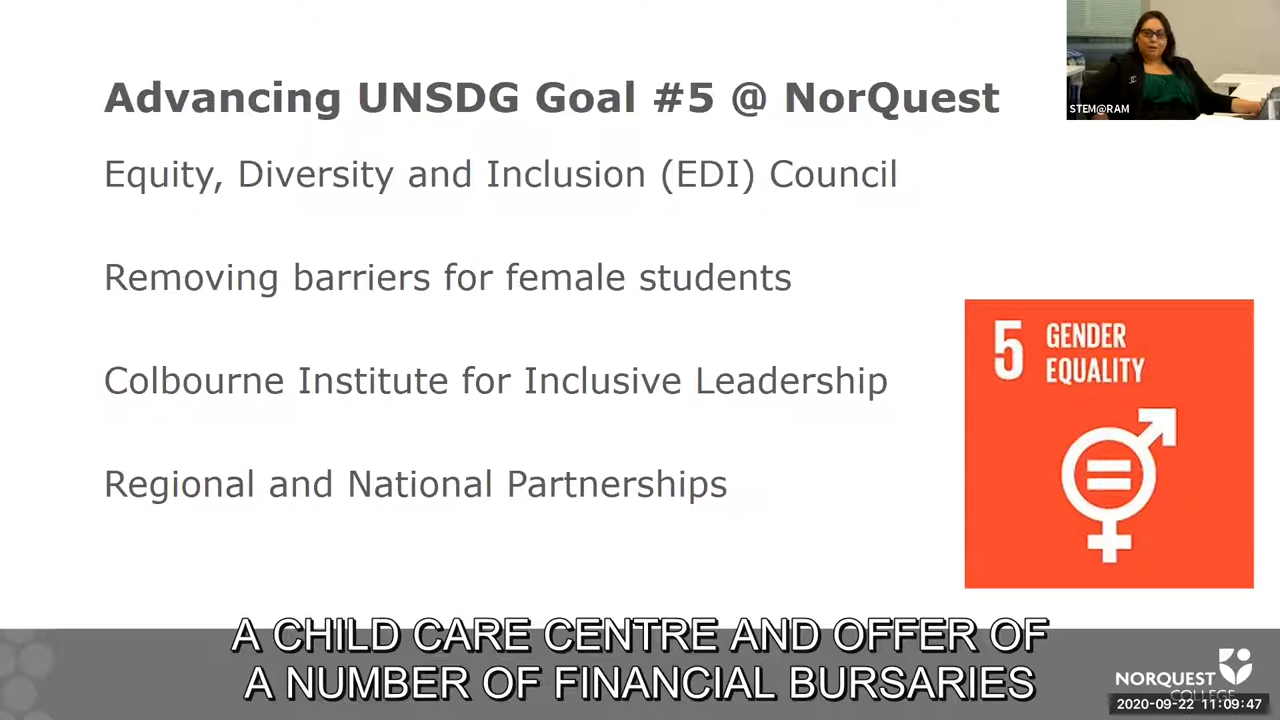 Advancing UNSDG Goal #5 @ NorQuest
STEM@RAM
Equity, Diversity and Inclusion (EDI) Council
Removing barriers for female students
5 GENDER
EQUALITY
Colbourne Institute for Inclusive Leadership
Regional and National Partnerships
A CHILD CARE CENTRE AND OFFER OF
A NUMBER OF FINANCIAL BURSARIES
NORQUEST
COLLEGE
2020-09-22 11:09:47